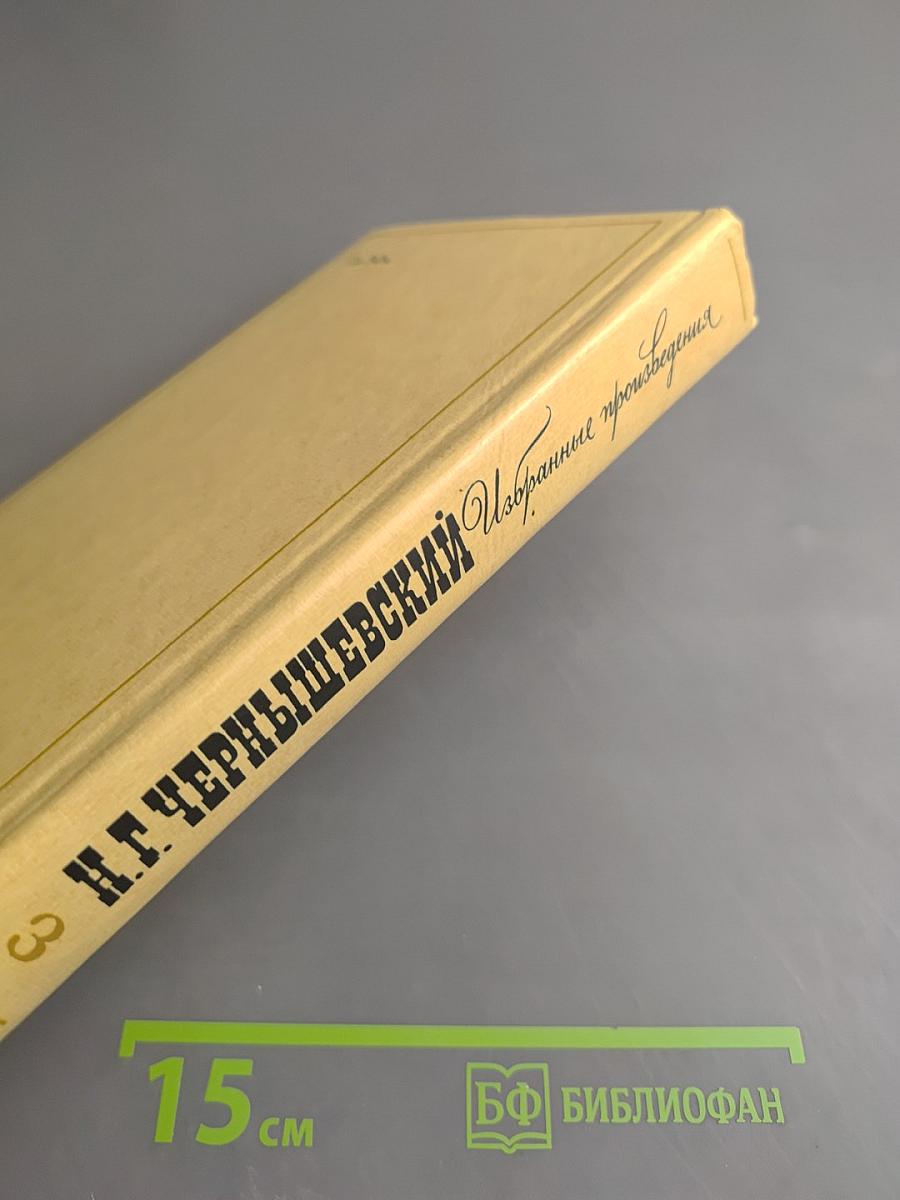 Н.Г.ЧЕРНЫШЕВСКИЙ Избранные произведения
3
15 см
БФ БИБЛИОФАН